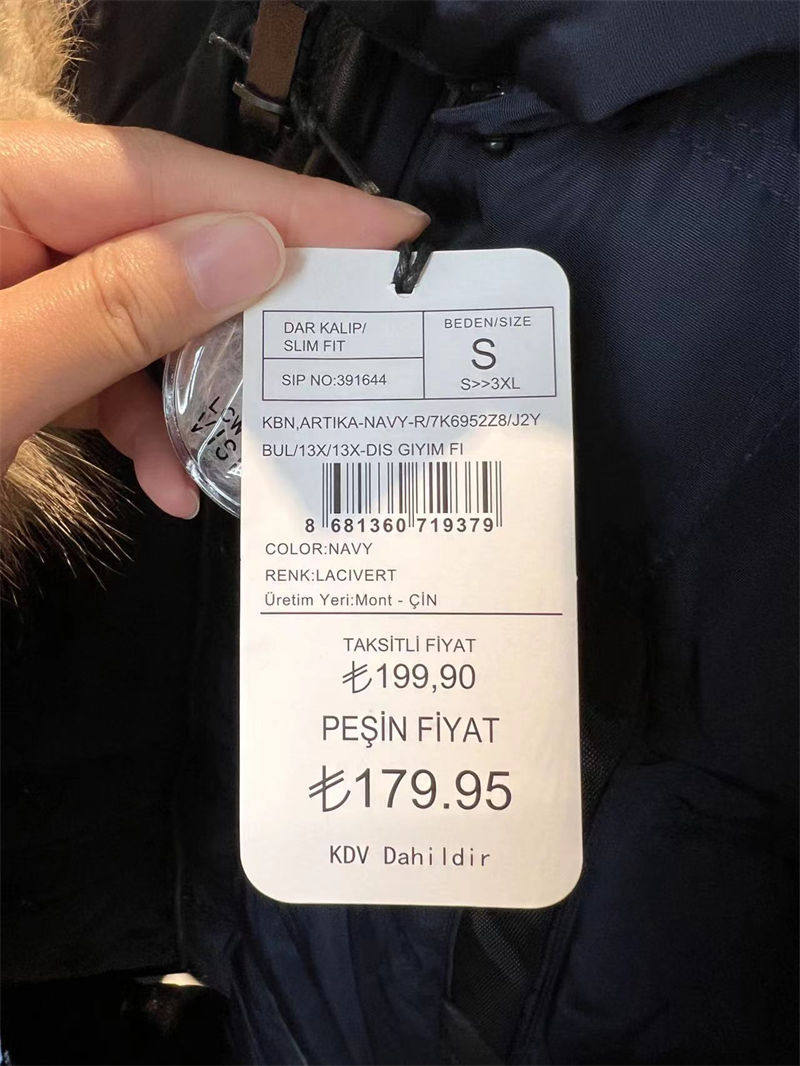 DAR KALIP/
SLIM FIT
SIP NO:391644
BEDEN/SIZE
S
S>>3XL
KBN,ARTIKA-NAVY-R/7K6952Z8/J2Y
BUL/13X/13X-DIS GIYIM FI
8 681360 719379
COLOR:NAVY
RENK:LACIVERT
Üretim Yeri:Mont - ÇİN
TAKSİTLİ FİYAT
₺199,90
PEŞİN FİYAT
₺179.95
KDV Dahildir